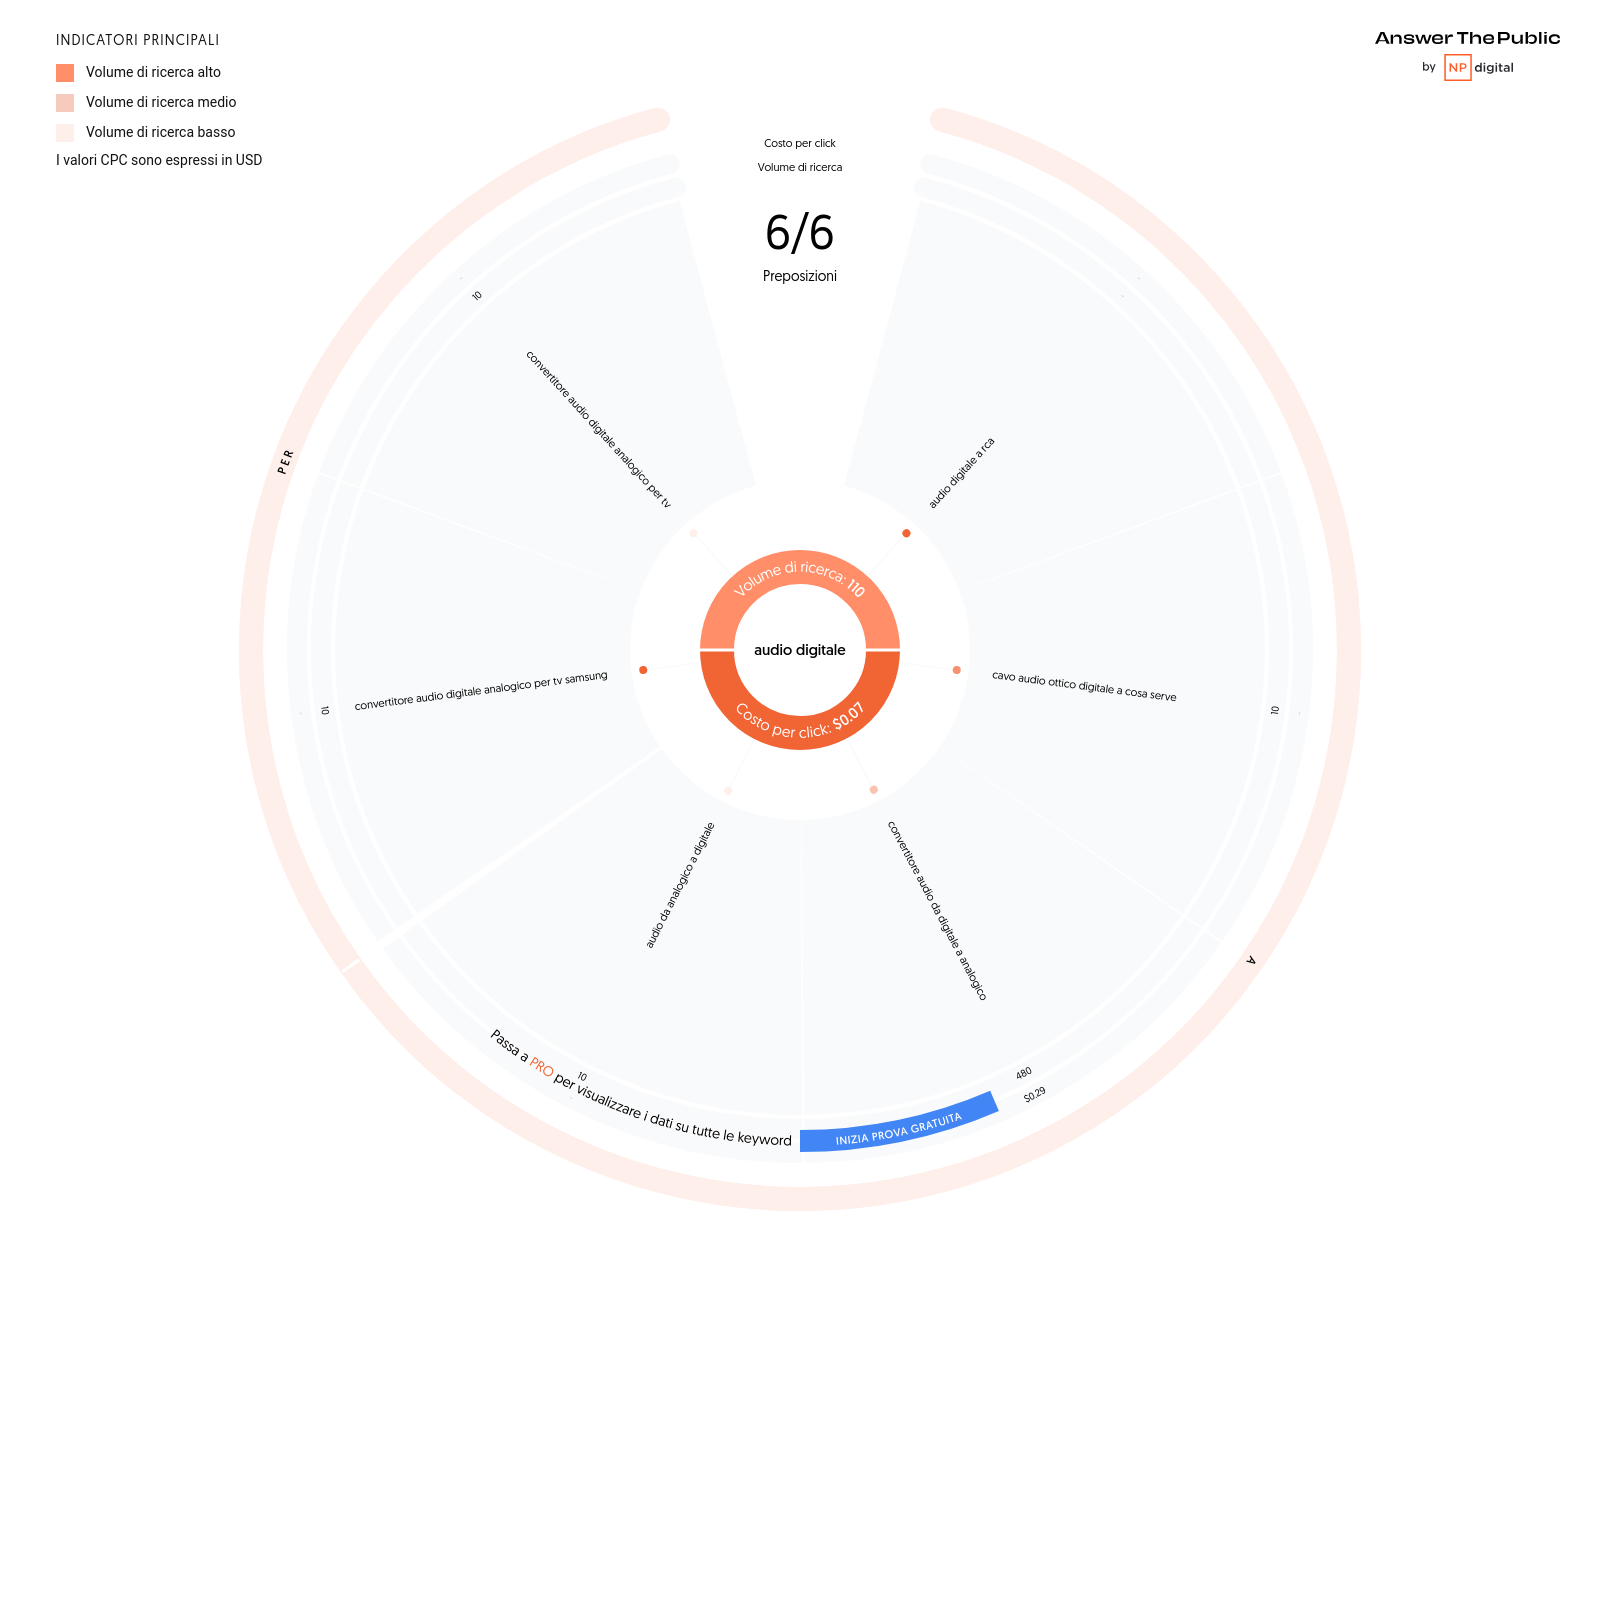 INDICATORI PRINCIPALI
Volume di ricerca alto
Volume di ricerca medio
Volume di ricerca basso
I valori CPC sono espressi in USD
Answer The Public
by NP digital
Costo per click
Volume di ricerca
6/6
Preposizioni
audio digitale a rca
cavo audio ottico digitale a cosa serve
10
A
convertitore audio da digitale a analogico
480
$0.29
audio da analogico a digitale
10
convertitore audio digitale analogico per tv samsung
10
PER
convertitore audio digitale analogico per tv
10
Volume di ricerca: 110
audio digitale
Costo per click: $0.07
Passa a PRO per visualizzare i dati su tutte le keyword
INIZIA PROVA GRATUITA